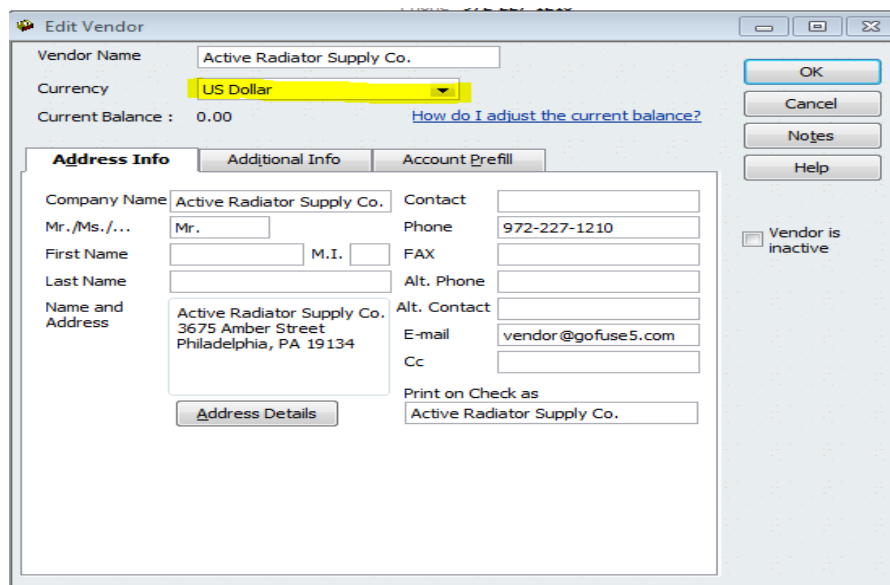 Edit Vendor
Vendor Name Active Radiator Supply Co.
Currency US Dollar
Current Balance : 0.00 How do I adjust the current balance?
OK
Cancel
Notes
Help
Vendor is
inactive
Address Info Additional Info Account Prefill
Company Name Active Radiator Supply Co. Contact
Mr./Ms./... Mr. Phone 972-227-1210
First Name M.I. FAX
Last Name Alt. Phone
Name and
Address
Active Radiator Supply Co.
3675 Amber Street
Philadelphia, PA 19134
Alt. Contact
E-mail vendor@gofuse5.com
Cc
Print on Check as
Address Details Active Radiator Supply Co.